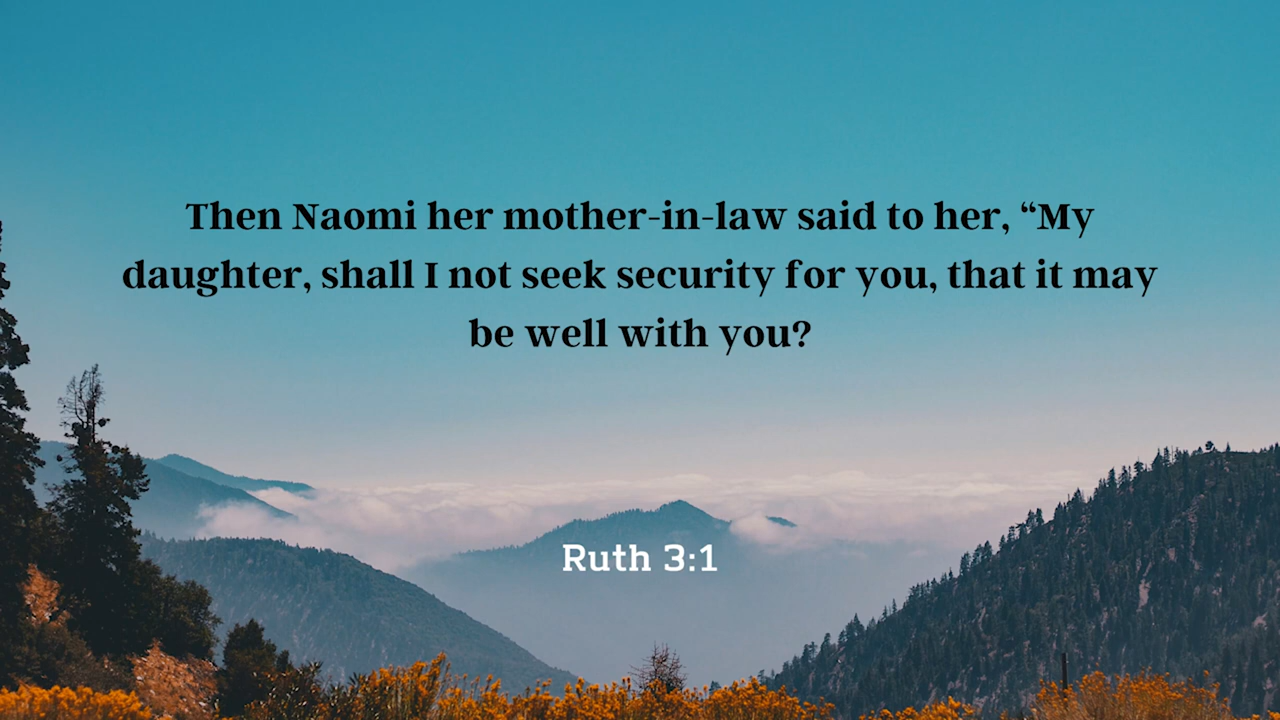 Then Naomi her mother-in-law said to her, “My
daughter, shall I not seek security for you, that it may
be well with you?
Ruth 3:1